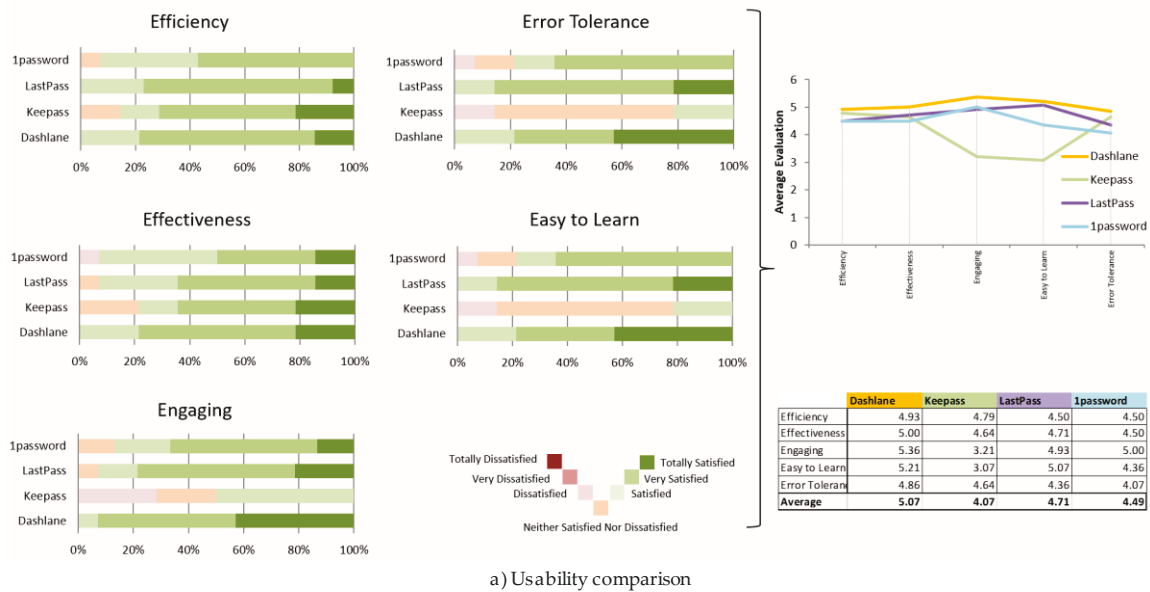 Efficiency
1password
LastPass
Keepass
Dashlane
0% 20% 40% 60% 80% 100%
Error Tolerance
1password
LastPass
Keepass
Dashlane
0% 20% 40% 60% 80% 100%
Effectiveness
1password
LastPass
Keepass
Dashlane
0% 20% 40% 60% 80% 100%
Easy to Learn
1password
LastPass
Keepass
Dashlane
0% 20% 40% 60% 80% 100%
Engaging
1password
LastPass
Keepass
Dashlane
0% 20% 40% 60% 80% 100%
Totally Dissatisfied
Very Dissatisfied
Dissatisfied
Neither Satisfied Nor Dissatisfied
Totally Satisfied
Very Satisfied
Satisfied
Average Evaluation
6
5
4
3
2
1
0
Efficiency
Effectiveness
Engaging
Easy to Learn
Error Tolerance
Dashlane
Keepass
LastPass
1password
Dashlane Keepass LastPass 1password
Efficiency 4.93 4.79 4.50 4.50
Effectiveness 5.00 4.64 4.71 4.50
Engaging 5.36 3.21 4.93 5.00
Easy to Learn 5.21 3.07 5.07 4.36
Error Toleran 4.86 4.64 4.36 4.07
Average 5.07 4.07 4.71 4.49
a) Usability comparison